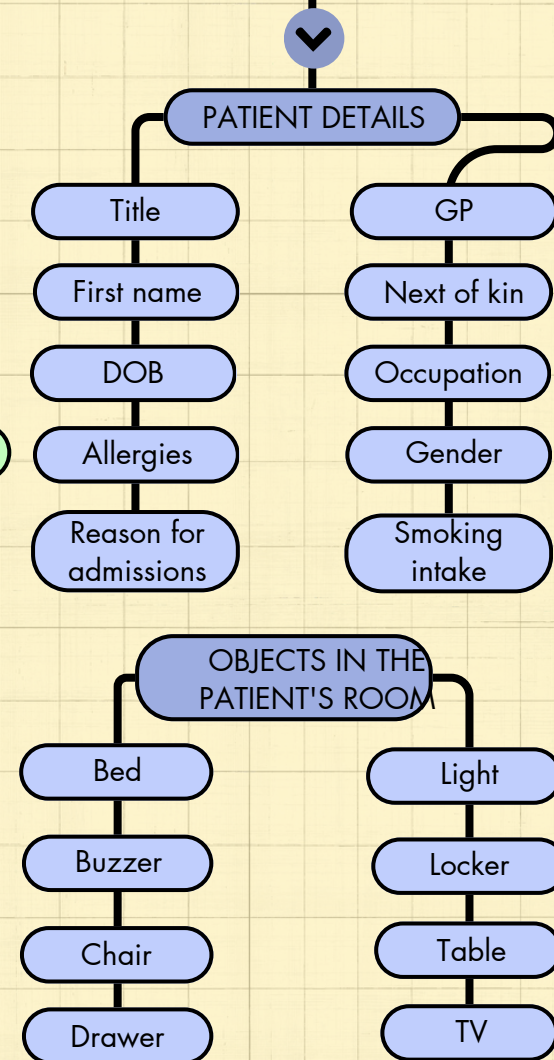 PATIENT DETAILS
Title
First name
DOB
Allergies
Reason for
admissions
GP
Next of kin
Occupation
Gender
Smoking
intake
OBJECTS IN THE
PATIENT'S ROOM
Bed
Buzzer
Chair
Drawer
Light
Locker
Table
TV